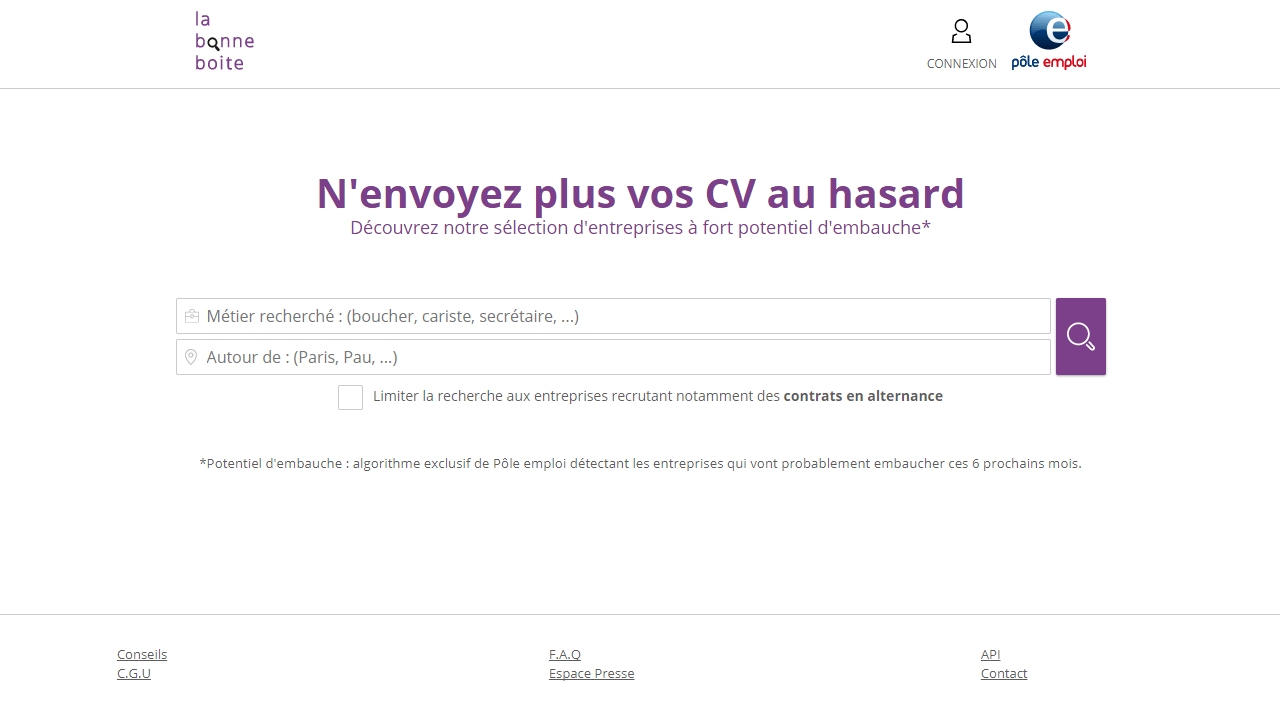 la
bonne
boite
CONNEXION
pôle emploi
N'envoyez plus vos CV au hasard
Découvrez notre sélection d'entreprises à fort potentiel d'embauche*
Métier recherché : (boucher, cariste, secrétaire, ...)
Autour de : (Paris, Pau, ...)
Limiter la recherche aux entreprises recrutant notamment des contrats en alternance
*Potentiel d'embauche : algorithme exclusif de Pôle emploi détectant les entreprises qui vont probablement embaucher ces 6 prochains mois.
Conseils
C.G.U
F.A.Q
Espace Presse
API
Contact